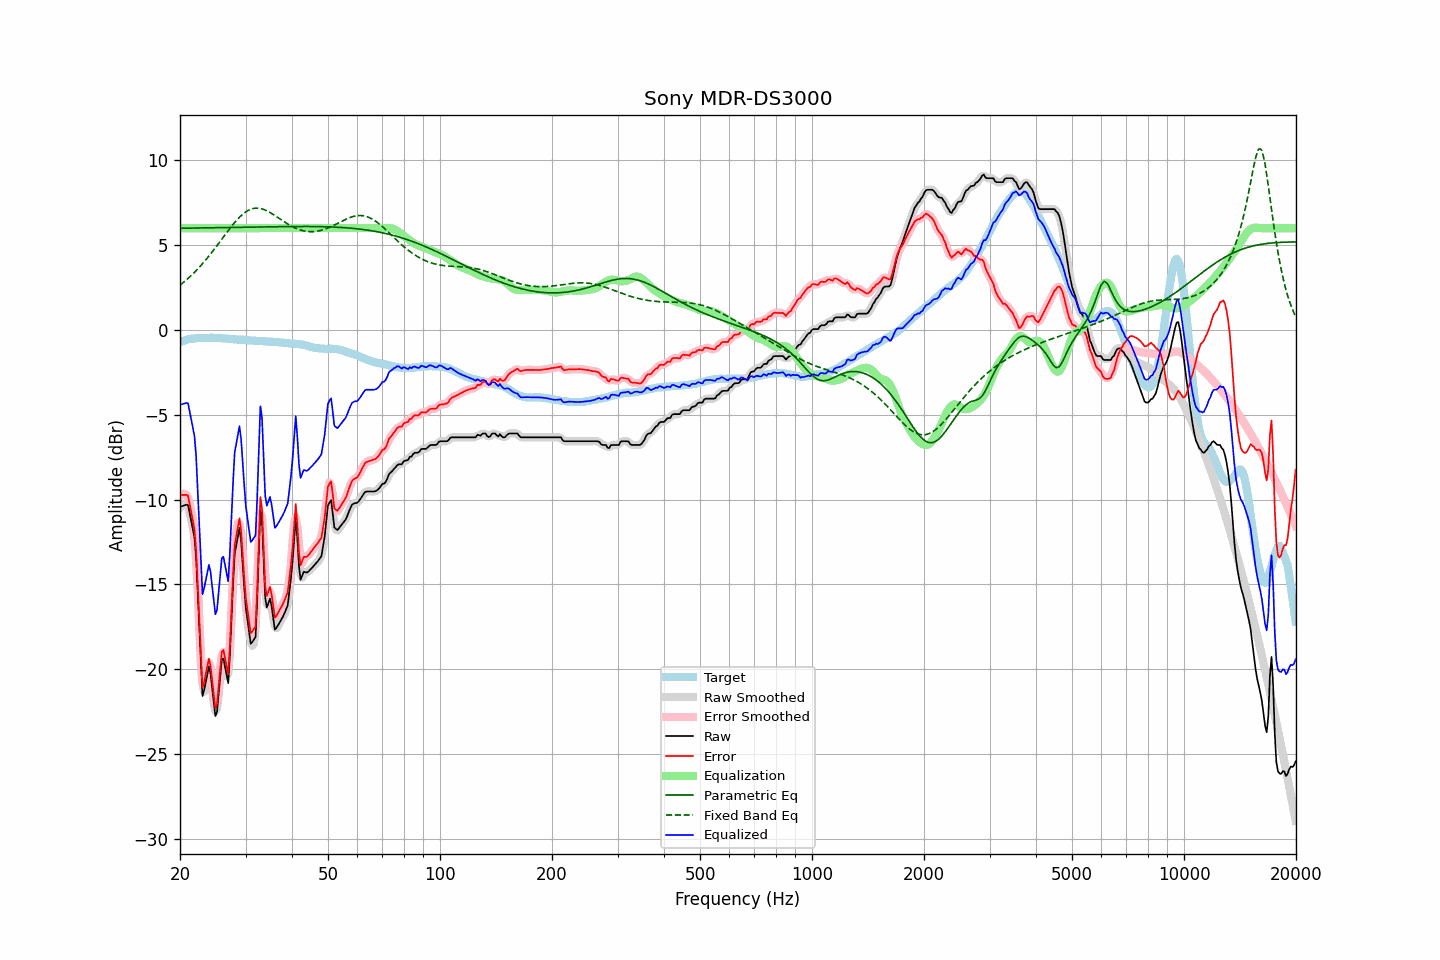 Sony MDR-DS3000
Amplitude (dBr)
10
5
0
−5
−10
−15
−20
−25
−30
Target
Raw Smoothed
Error Smoothed
Raw
Error
Equalization
Parametric Eq
Fixed Band Eq
Equalized
20 50 100 200 500 1000 2000 5000 10000 20000
Frequency (Hz)